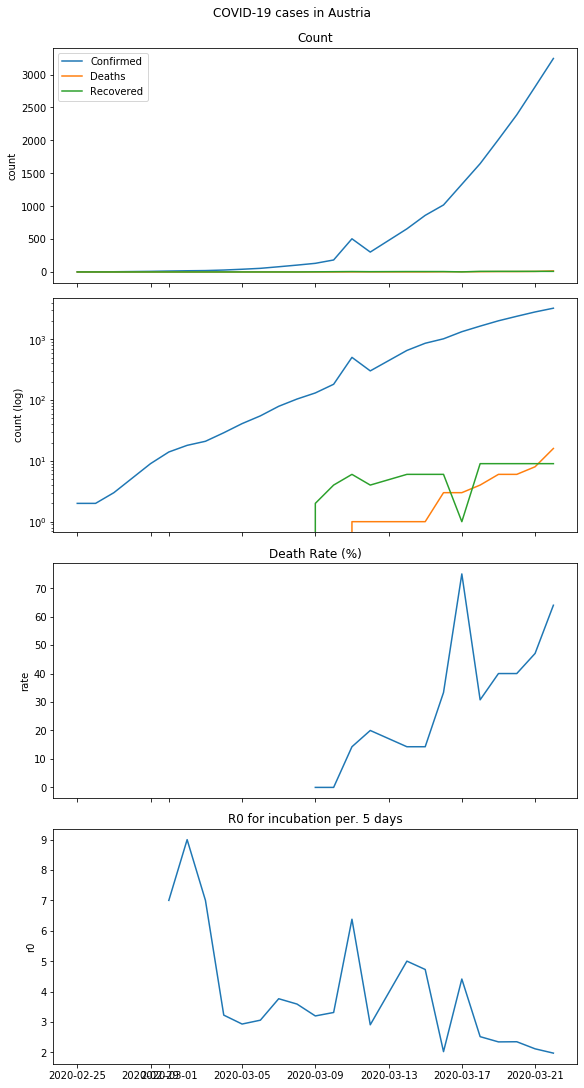 COVID-19 cases in Austria
Count
Confirmed
Deaths
Recovered
3000
2500
2000
1500
1000
500
0
count
10³
10²
10¹
10⁰
count (log)
Death Rate (%)
70
60
50
40
30
20
10
0
rate
R0 for incubation per. 5 days
9
8
7
6
5
4
3
2
r0
2020-02-25 2020-02-29 2020-03-01 2020-03-05 2020-03-09 2020-03-13 2020-03-17 2020-03-21